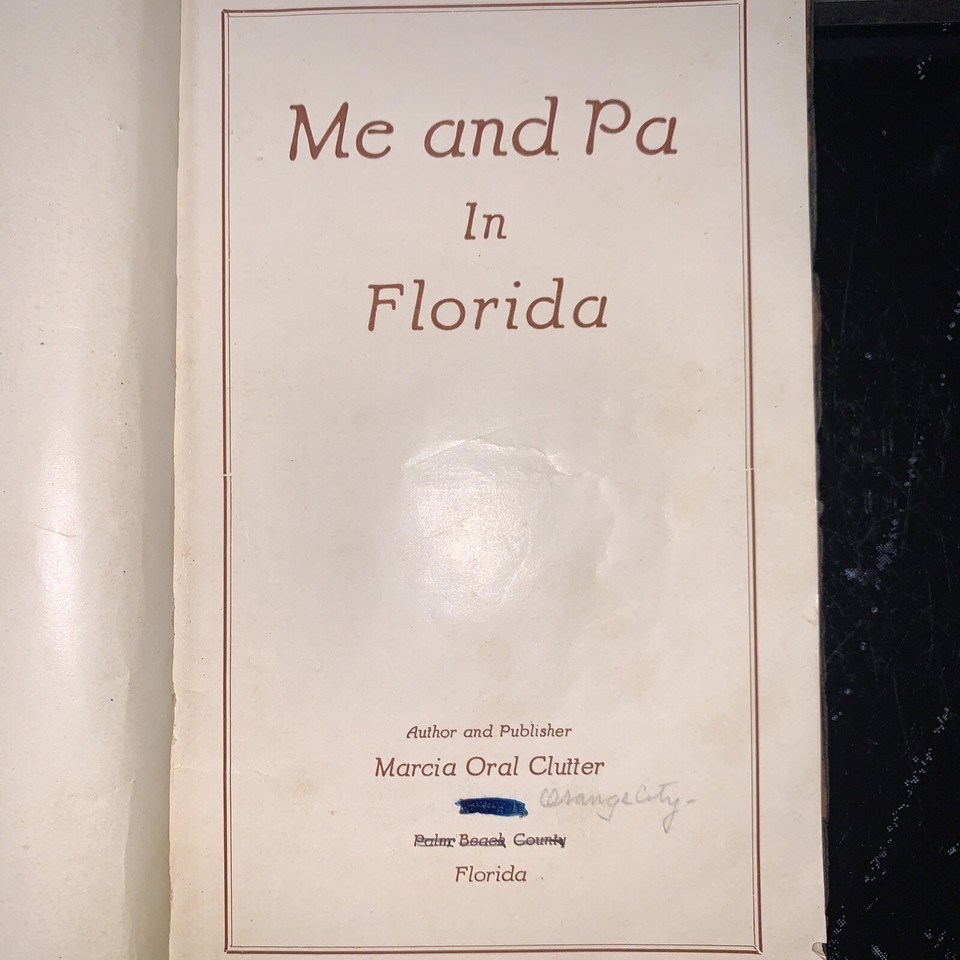 Me and Pa
In
Florida
Author and Publisher
Marcia Oral Clutter
Orange City-
Palm Beach County
Florida